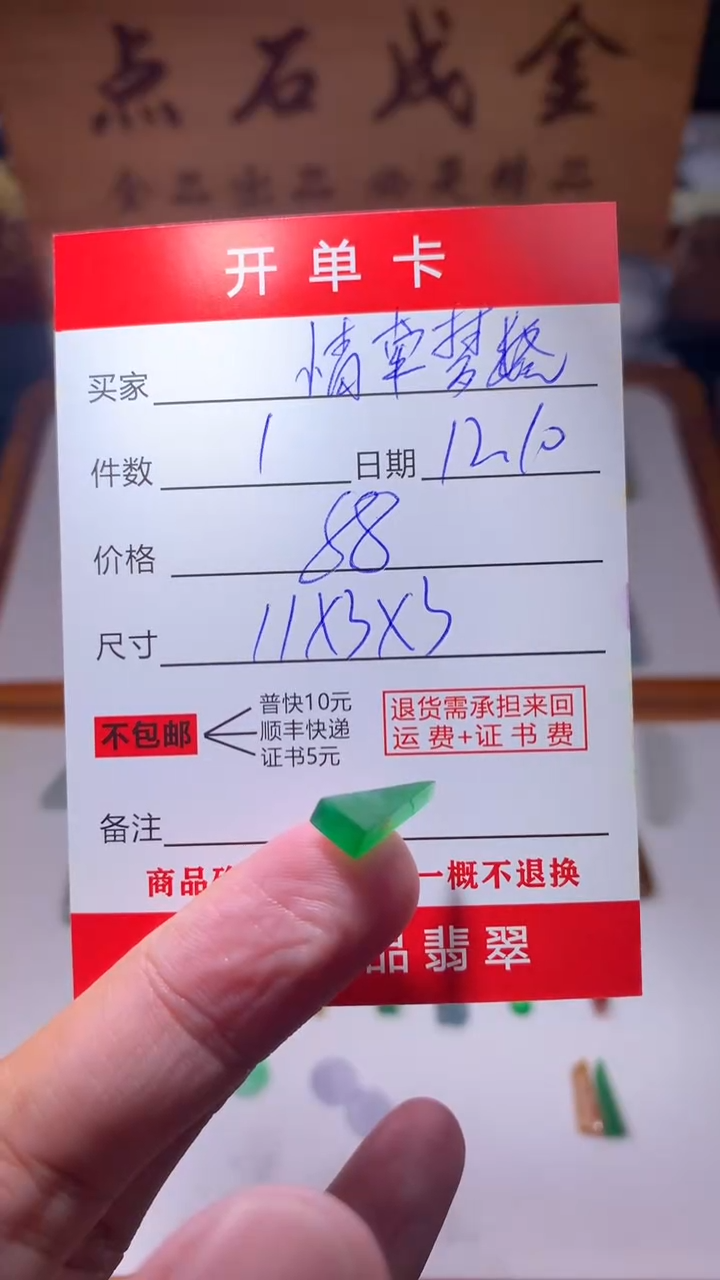 点石成金
开单卡
买家 情牵梦绕
件数 1 日期 12.10
价格 88
尺寸 11X3X3
不包邮
普快10元
顺丰快递
证书5元
退货需承担来回
运费+证书费
备注
商品 一概不退换
品翡翠